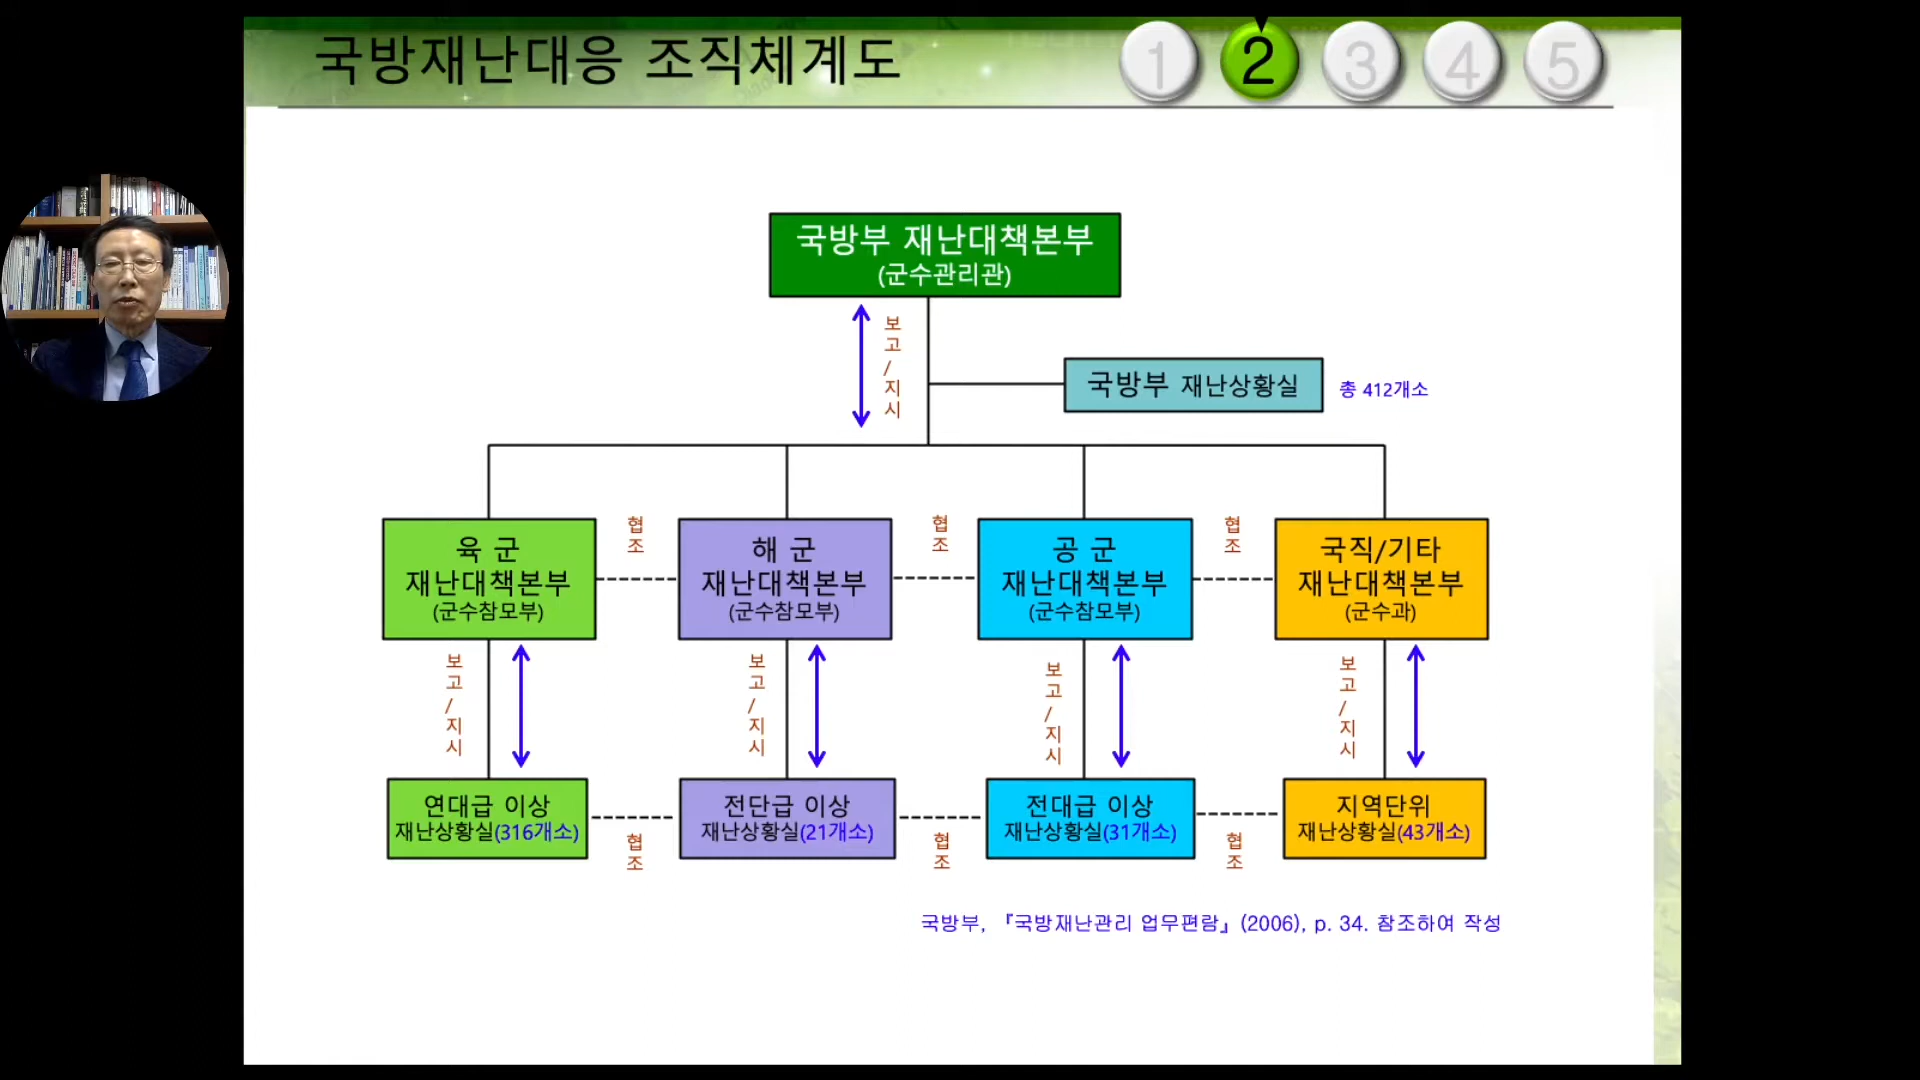 국방재난대응 조직체계도
1 2 3 4 5
국방부 재난대책본부
(군수관리관)
보고/지시
국방부 재난상황실
총 412개소
육 군
재난대책본부
(군수참모부)
협조
해 군
재난대책본부
(군수참모부)
협조
공 군
재난대책본부
(군수참모부)
협조
국직/기타
재난대책본부
(군수과)
보고/지시
보고/지시
보고/지시
보고/지시
연대급 이상
재난상황실(316개소)
협조
전단급 이상
재난상황실(21개소)
협조
전대급 이상
재난상황실(31개소)
협조
지역단위
재난상황실(43개소)
국방부, 『국방재난관리 업무편람』(2006), p. 34. 참조하여 작성